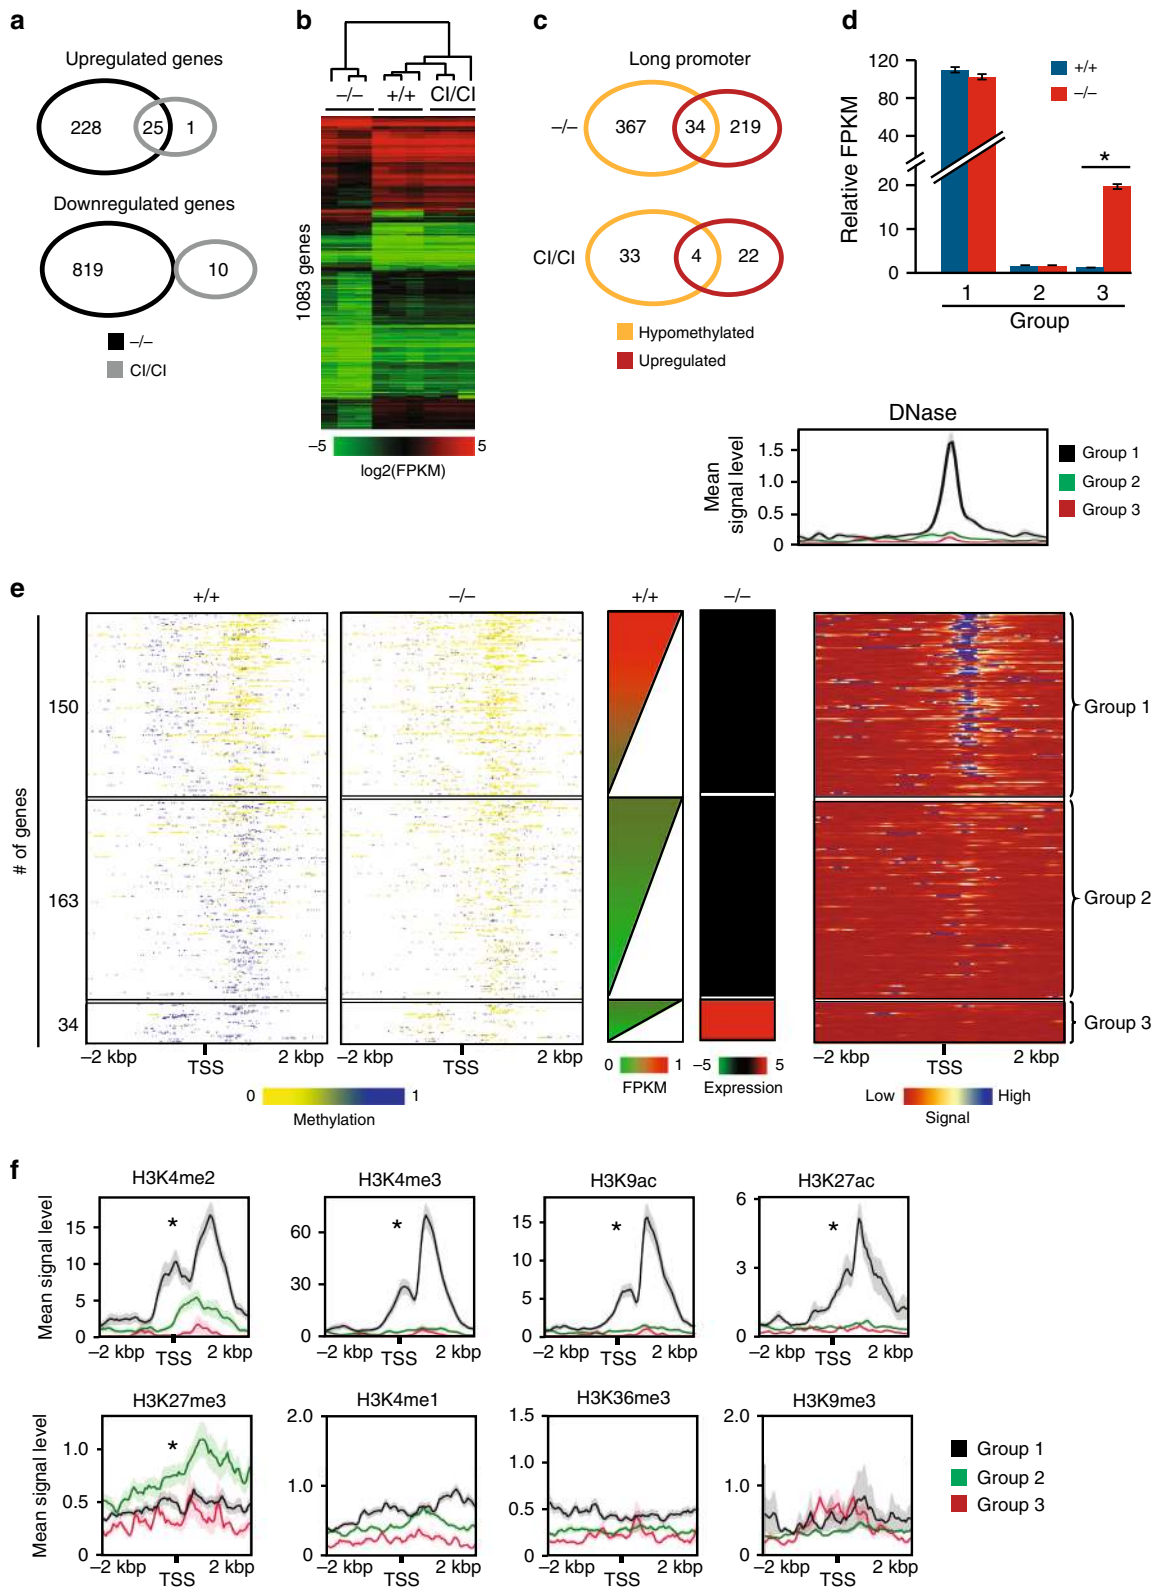 a
Upregulated genes
228
25
1
Downregulated genes
819
10
–/–
CI/CI
b
–/–
+/+
CI/CI
1083 genes
–5
5
log2(FPKM)
c
Long promoter
–/–
367
34
219
CI/CI
33
4
22
Hypomethylated
Upregulated
d
Relative FPKM
120
80
40
20
0
+/+
–/–
*
1
2
3
Group
DNase
Mean
signal level
1.5
1.0
0.5
0
Group 1
Group 2
Group 3
e
+/+
–/–
+/+
–/–
# of genes
150
163
34
Group 1
Group 2
Group 3
–2 kbp
TSS
2 kbp
–2 kbp
TSS
2 kbp
–2 kbp
TSS
2 kbp
0
1
Methylation
0
1
FPKM
–5
5
Expression
Low
High
Signal
f
H3K4me2
Mean signal level
15
10
5
0
*
–2 kbp
TSS
2 kbp
H3K4me3
60
30
0
*
–2 kbp
TSS
2 kbp
H3K9ac
15
10
5
0
*
–2 kbp
TSS
2 kbp
H3K27ac
6
3
0
*
–2 kbp
TSS
2 kbp
H3K27me3
Mean signal level
1.0
0.5
0
*
–2 kbp
TSS
2 kbp
H3K4me1
2.0
1.0
0
–2 kbp
TSS
2 kbp
H3K36me3
1.5
1.0
0.5
0
–2 kbp
TSS
2 kbp
H3K9me3
2.0
1.0
0
–2 kbp
TSS
2 kbp
Group 1
Group 2
Group 3